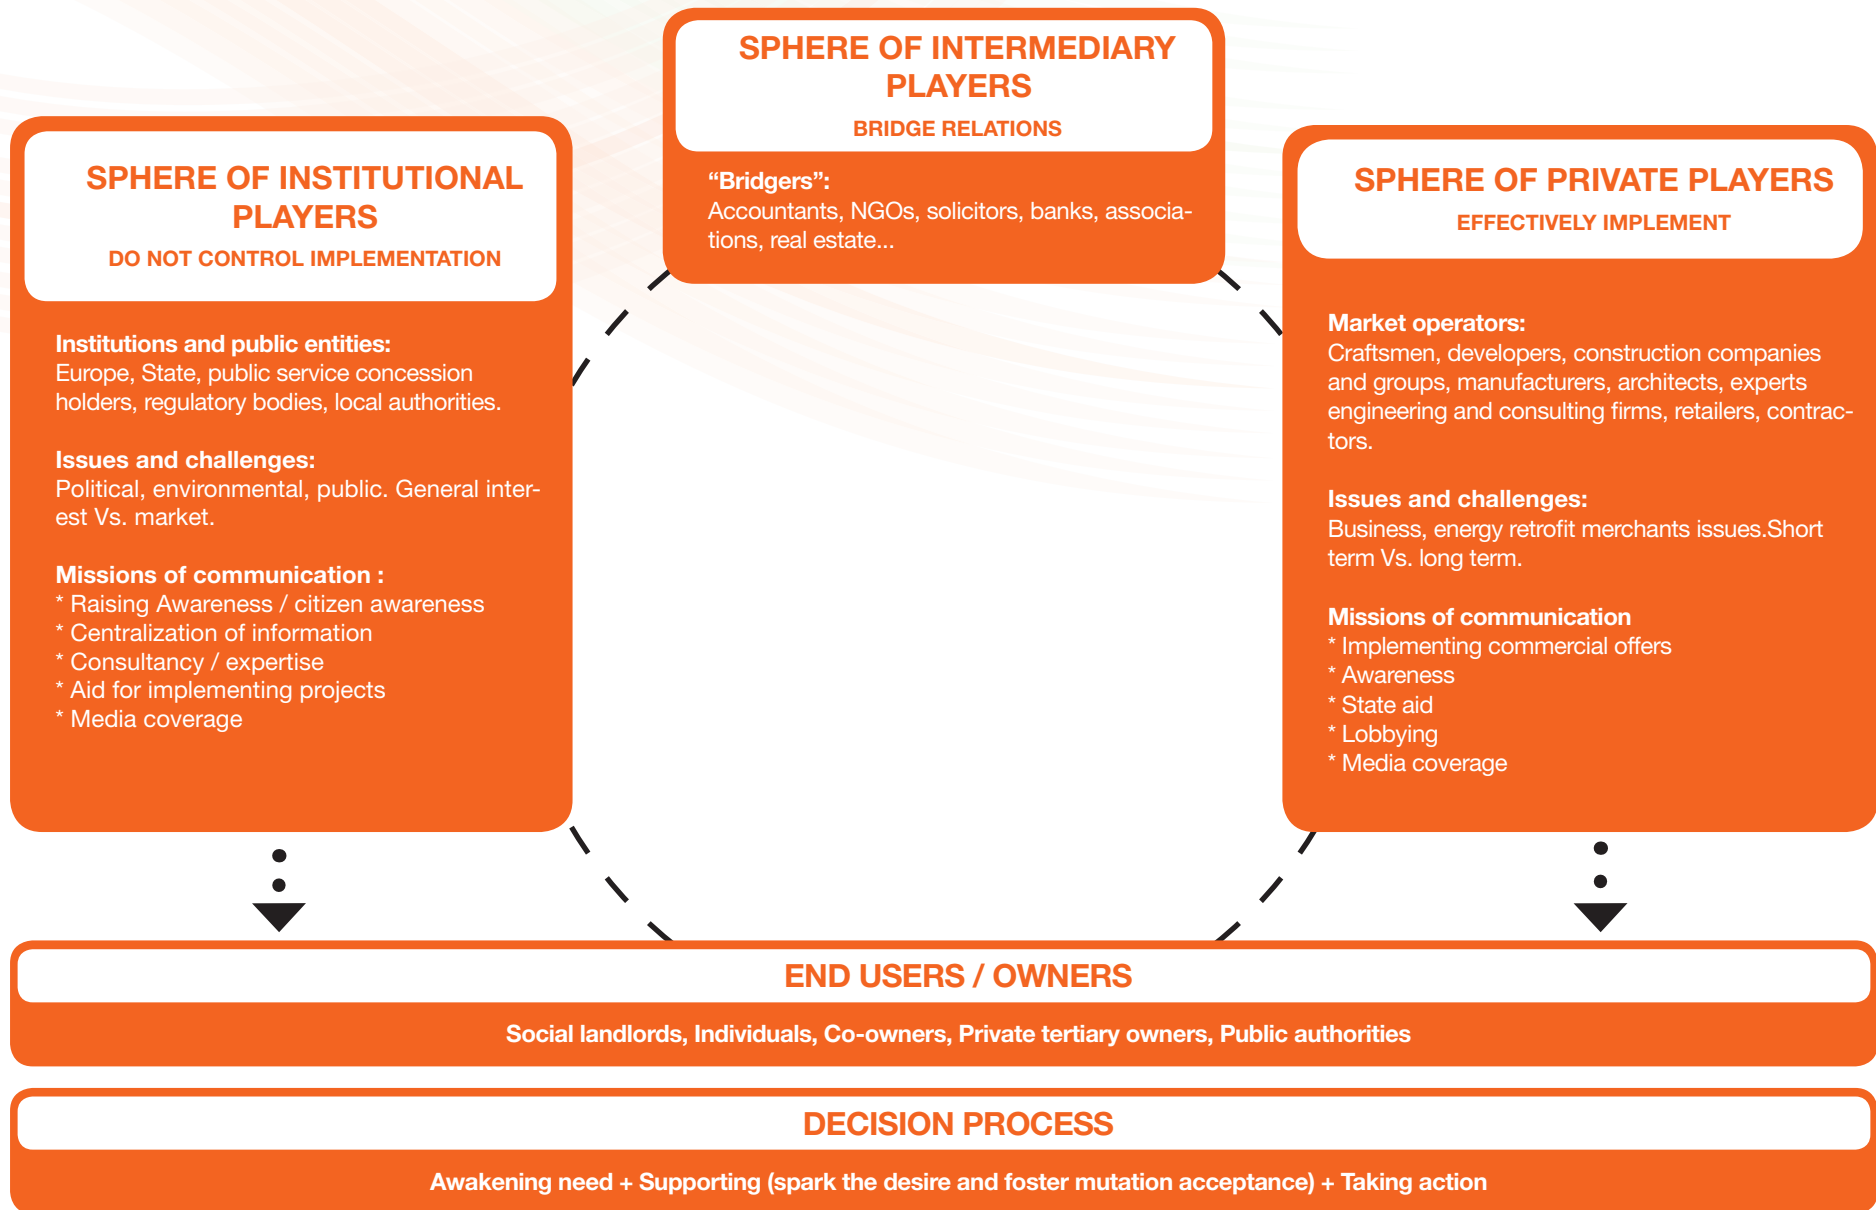 SPHERE OF INTERMEDIARY
PLAYERS
BRIDGE RELATIONS
“Bridgers”:
Accountants, NGOs, solicitors, banks, associa-
tions, real estate...
SPHERE OF INSTITUTIONAL
PLAYERS
DO NOT CONTROL IMPLEMENTATION
Institutions and public entities:
Europe, State, public service concession
holders, regulatory bodies, local authorities.
Issues and challenges:
Political, environmental, public. General inter-
est Vs. market.
Missions of communication :
* Raising Awareness / citizen awareness
* Centralization of information
* Consultancy / expertise
* Aid for implementing projects
* Media coverage
SPHERE OF PRIVATE PLAYERS
EFFECTIVELY IMPLEMENT
Market operators:
Craftsmen, developers, construction companies
and groups, manufacturers, architects, experts
engineering and consulting firms, retailers, contrac-
tors.
Issues and challenges:
Business, energy retrofit merchants issues.Short
term Vs. long term.
Missions of communication
* Implementing commercial offers
* Awareness
* State aid
* Lobbying
* Media coverage
END USERS / OWNERS
Social landlords, Individuals, Co-owners, Private tertiary owners, Public authorities
DECISION PROCESS
Awakening need + Supporting (spark the desire and foster mutation acceptance) + Taking action